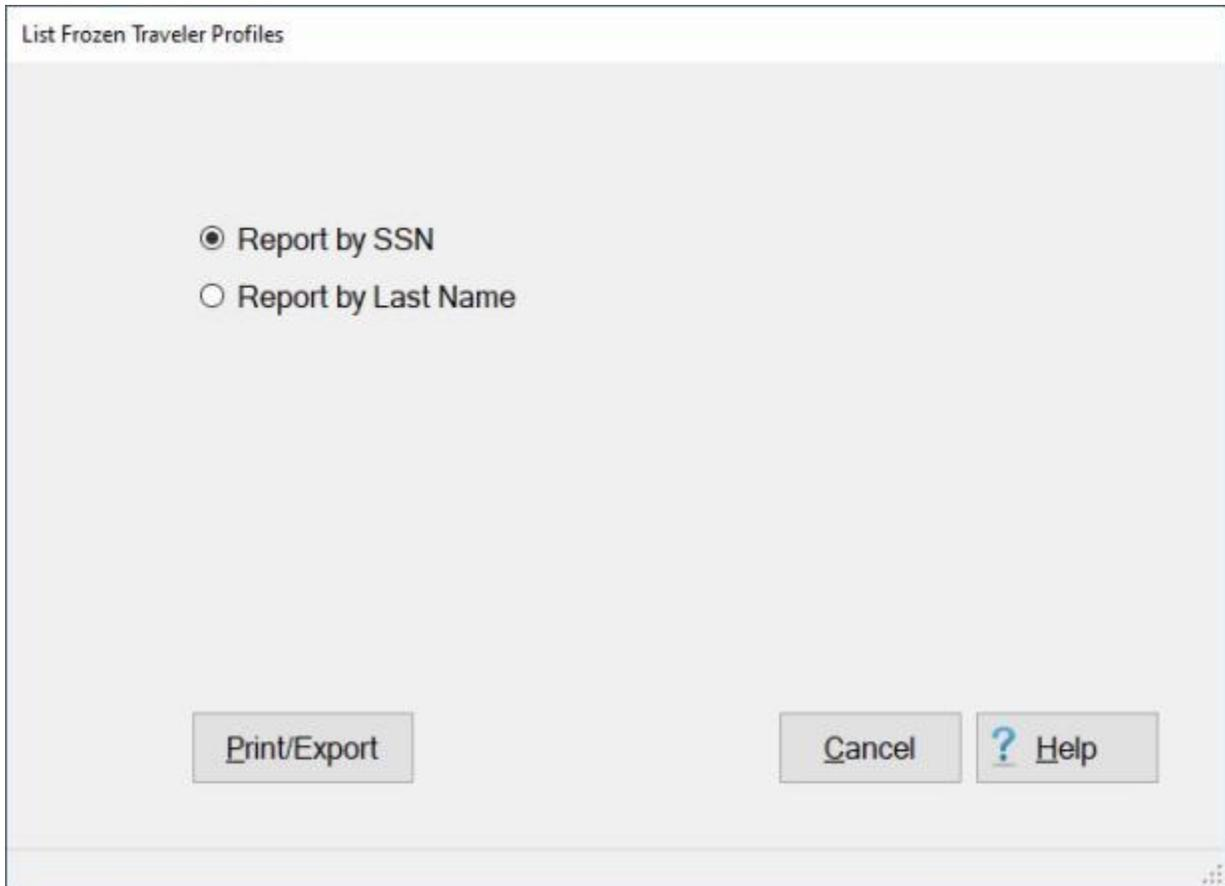 List Frozen Traveler Profiles
Report by SSN
Report by Last Name
Print/Export
Cancel
? Help